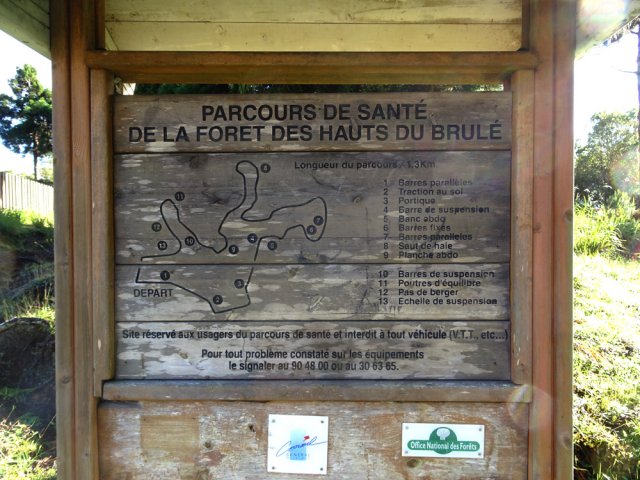 PARCOURS DE SANTÉ
DE LA FORET DES HAUTS DU BRULÉ
Longueur du parcours : 1,3Km
1 Barres paralléles
2 Traction au sol
3 Portique
4 Barre de suspension
5 Banc abdo
6 Barres fixes
7 Barres paralléles
8 Saut de haie
9 Planche abdo
10 Barres de suspension
11 Poutres d'équilibre
12 Pas de berger
13 Echelle de suspension
DEPART
Site réservé aux usagers du parcours de santé et interdit à tout véhicule (V.T.T., etc...)
Pour tout problème constaté sur les équipements
le signaler au 90 48 00 ou au 30 63 65.
Conseil
GENERAL
Office National des Forêts